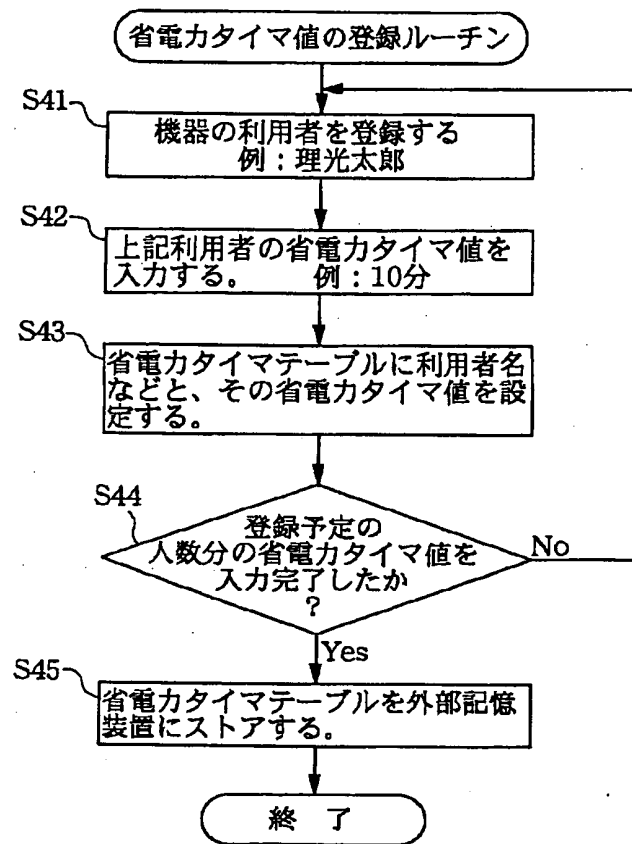 省電力タイマ値の登録ルーチン
S41
機器の利用者を登録する
例：理光太郎
S42
上記利用者の省電力タイマ値を
入力する。 例：10分
S43
省電力タイマテーブルに利用者名
などと、その省電力タイマ値を設
定する。
S44
登録予定の
人数分の省電力タイマ値を
入力完了したか
？
No
Yes
S45
省電力タイマテーブルを外部記憶
装置にストアする。
終 了